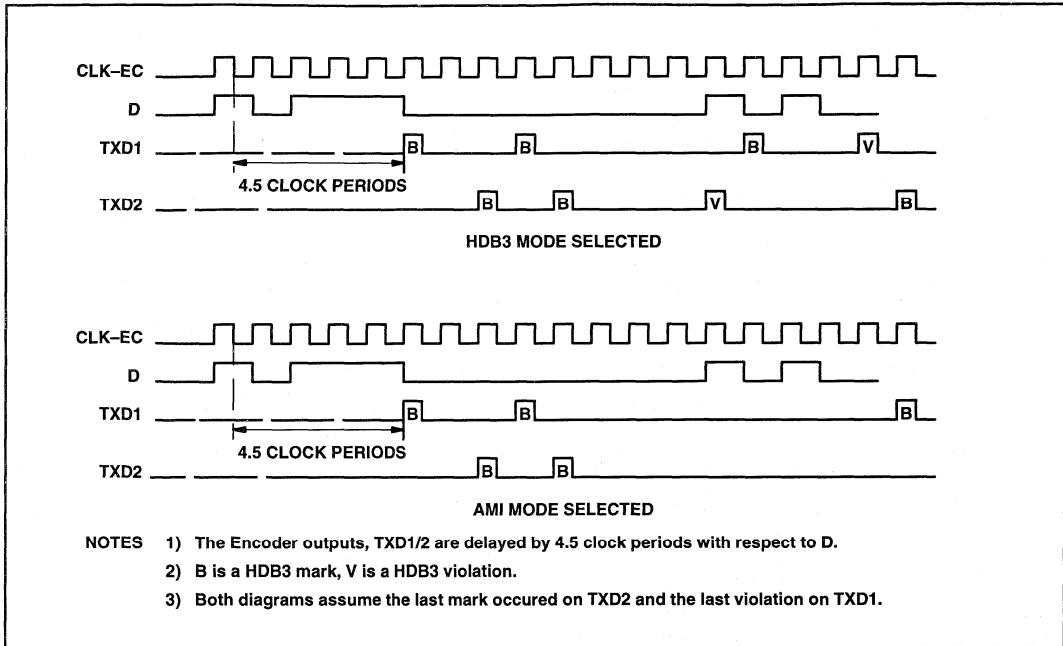 CLK–EC
D
TXD1 B B B V
4.5 CLOCK PERIODS
TXD2 B B V B
HDB3 MODE SELECTED
CLK–EC
D
TXD1 B B B
4.5 CLOCK PERIODS
TXD2 B B
AMI MODE SELECTED
NOTES 1) The Encoder outputs, TXD1/2 are delayed by 4.5 clock periods with respect to D.
2) B is a HDB3 mark, V is a HDB3 violation.
3) Both diagrams assume the last mark occured on TXD2 and the last violation on TXD1.